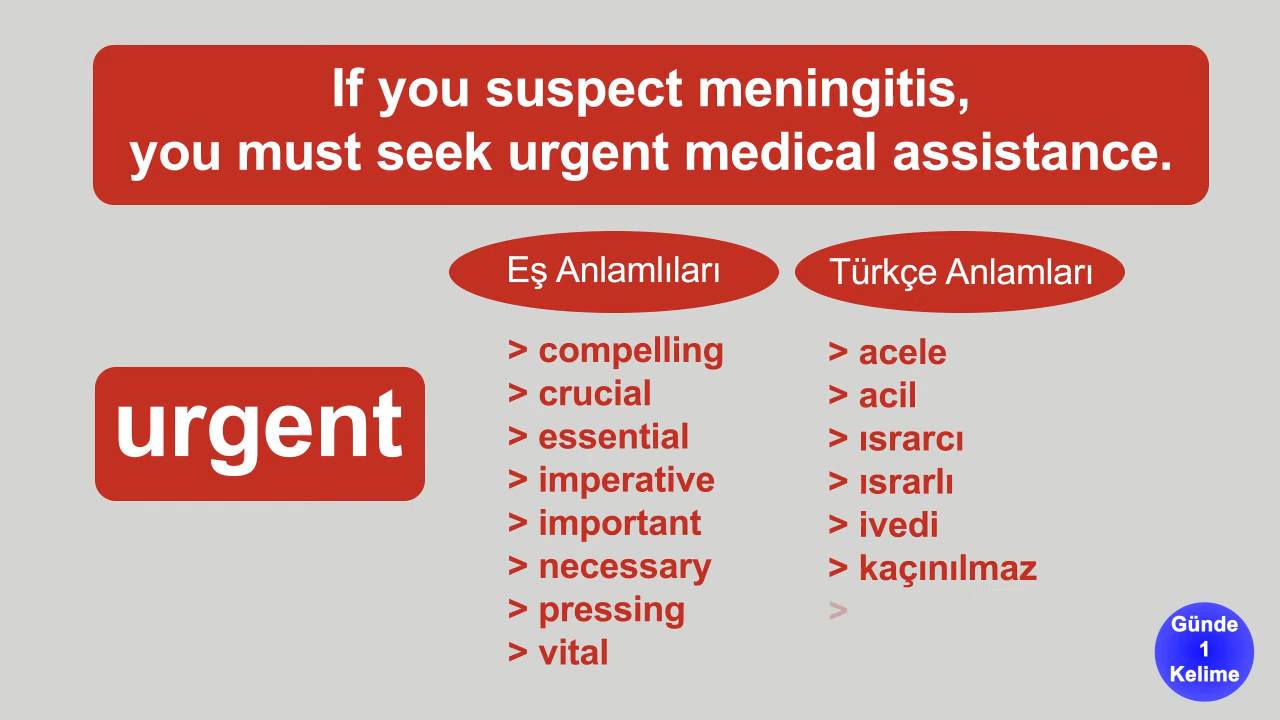 If you suspect meningitis,
you must seek urgent medical assistance.
urgent
Eş Anlamlıları
> compelling
> crucial
> essential
> imperative
> important
> necessary
> pressing
> vital
Türkçe Anlamları
> acele
> acil
> ısrarcı
> ısrarlı
> ivedi
> kaçınılmaz
>
Günde
1
Kelime